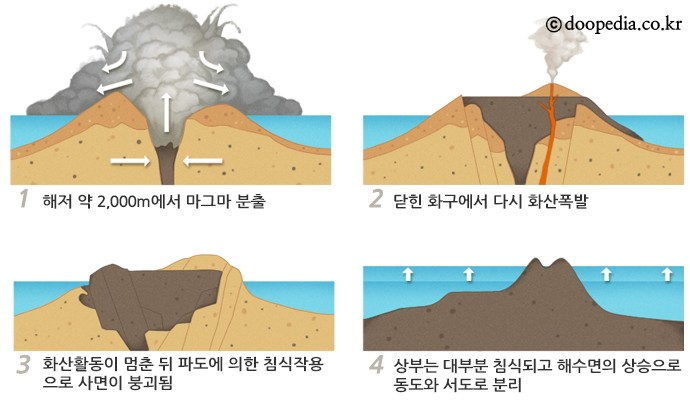 ⓒ doopedia.co.kr
1 해저 약 2,000m에서 마그마 분출
2 닫힌 화구에서 다시 화산폭발
3 화산활동이 멈춘 뒤 파도에 의한 침식작용
으로 사면이 붕괴됨
4 상부는 대부분 침식되고 해수면의 상승으로
동도와 서도로 분리